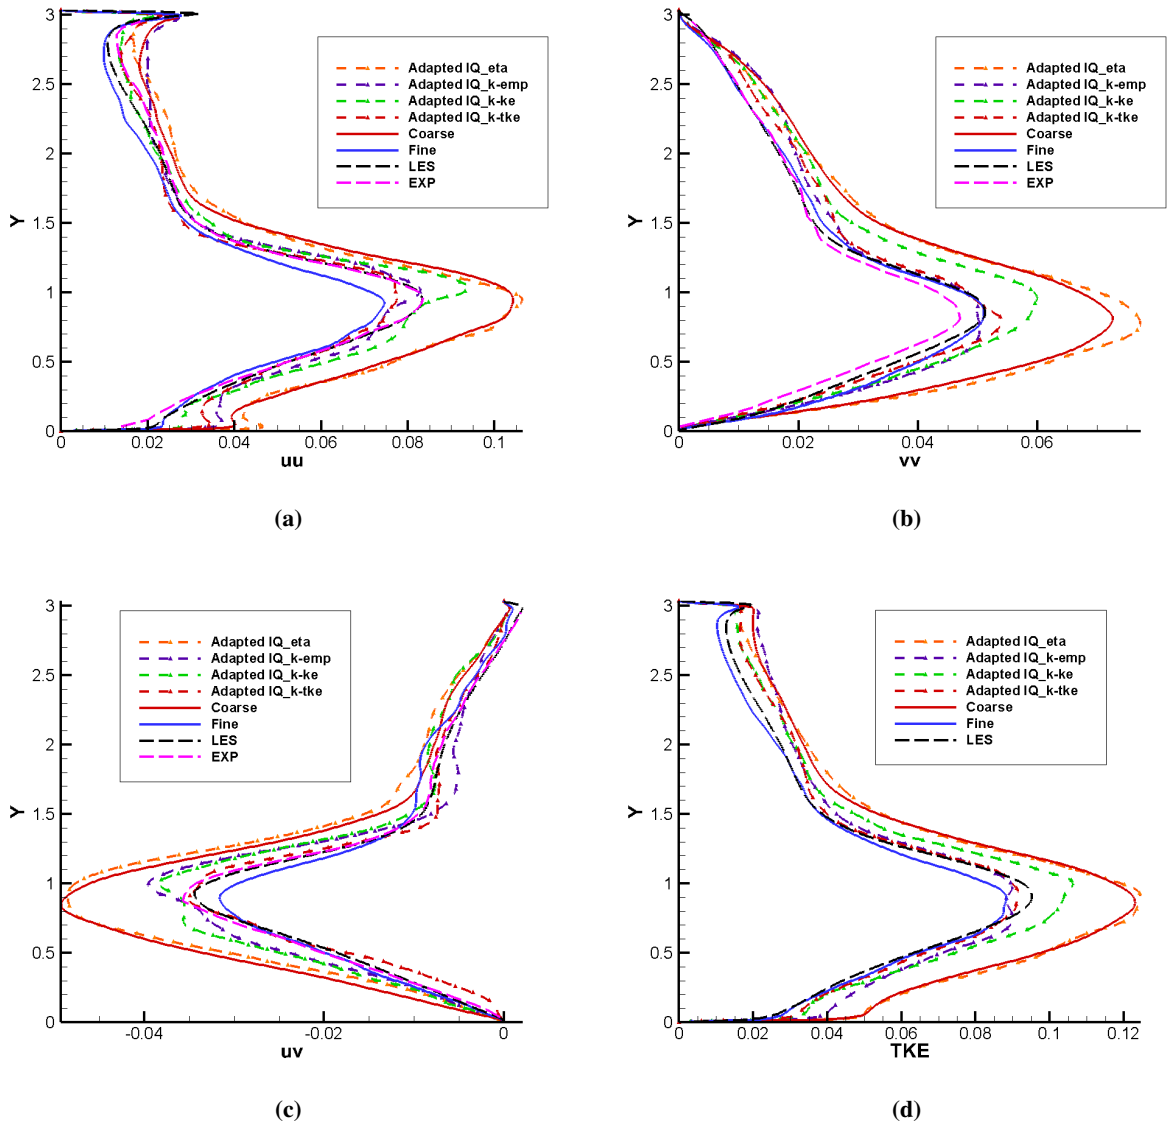 3
2.5
2
1.5
1
0.5
0
Y
0
0.02
0.04
0.06
0.08
0.1
uu
Adapted IQ_eta
Adapted IQ_k-emp
Adapted IQ_k-ke
Adapted IQ_k-tke
Coarse
Fine
LES
EXP
(a)
3
2.5
2
1.5
1
0.5
0
Y
0
0.02
0.04
0.06
vv
Adapted IQ_eta
Adapted IQ_k-emp
Adapted IQ_k-ke
Adapted IQ_k-tke
Coarse
Fine
LES
EXP
(b)
3
2.5
2
1.5
1
0.5
0
Y
-0.04
-0.02
0
uv
Adapted IQ_eta
Adapted IQ_k-emp
Adapted IQ_k-ke
Adapted IQ_k-tke
Coarse
Fine
LES
EXP
(c)
3
2.5
2
1.5
1
0.5
0
Y
0
0.02
0.04
0.06
0.08
0.1
0.12
TKE
Adapted IQ_eta
Adapted IQ_k-emp
Adapted IQ_k-ke
Adapted IQ_k-tke
Coarse
Fine
LES
(d)